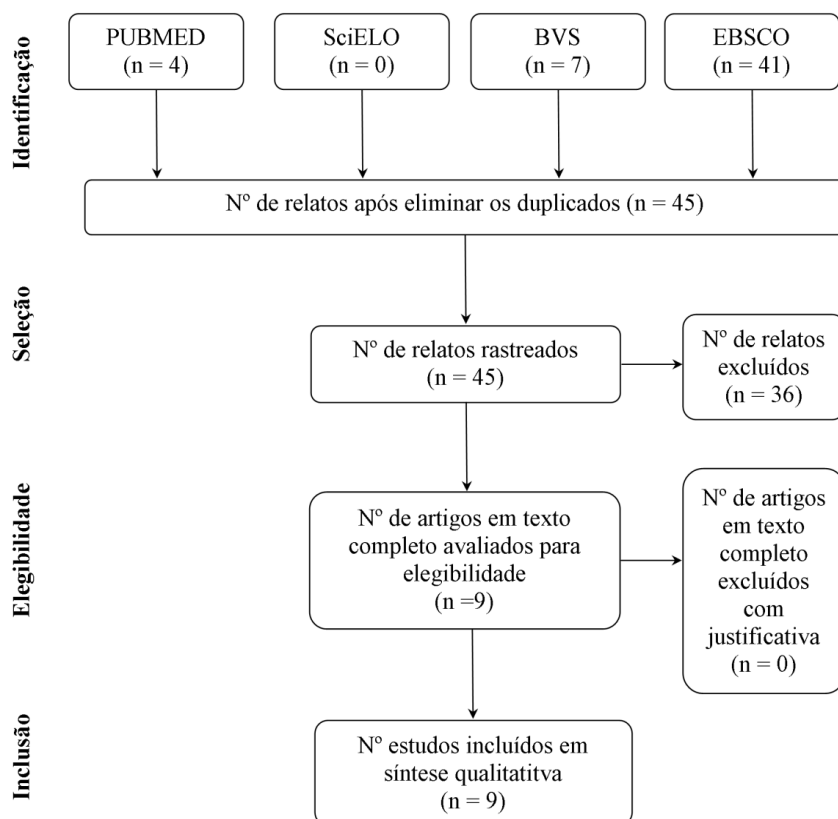 Identificação
PUBMED
(n = 4)
SciELO
(n = 0)
BVS
(n = 7)
EBSCO
(n = 41)
Nº de relatos após eliminar os duplicados (n = 45)
Seleção
Nº de relatos rastreados
(n = 45)
Nº de relatos
excluídos
(n = 36)
Elegibilidade
Nº de artigos em texto
completo avaliados para
elegibilidade
(n =9)
Nº de artigos
em texto
completo
excluídos
com
justificativa
(n = 0)
Inclusão
Nº estudos incluídos em
síntese qualitatitva
(n = 9)